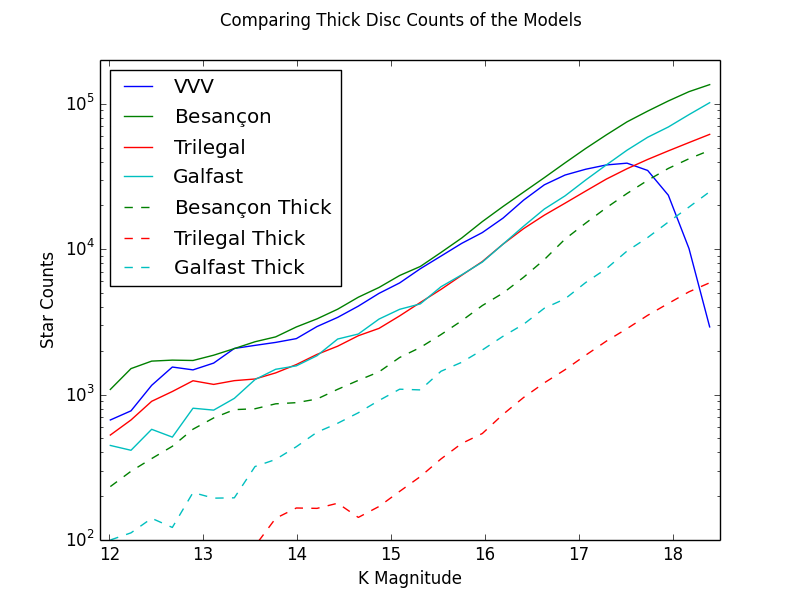 Comparing Thick Disc Counts of the Models
VVV
Besançon
Trilegal
Galfast
Besançon Thick
Trilegal Thick
Galfast Thick
10^5
10^4
10^3
10^2
Star Counts
12 13 14 15 16 17 18
K Magnitude